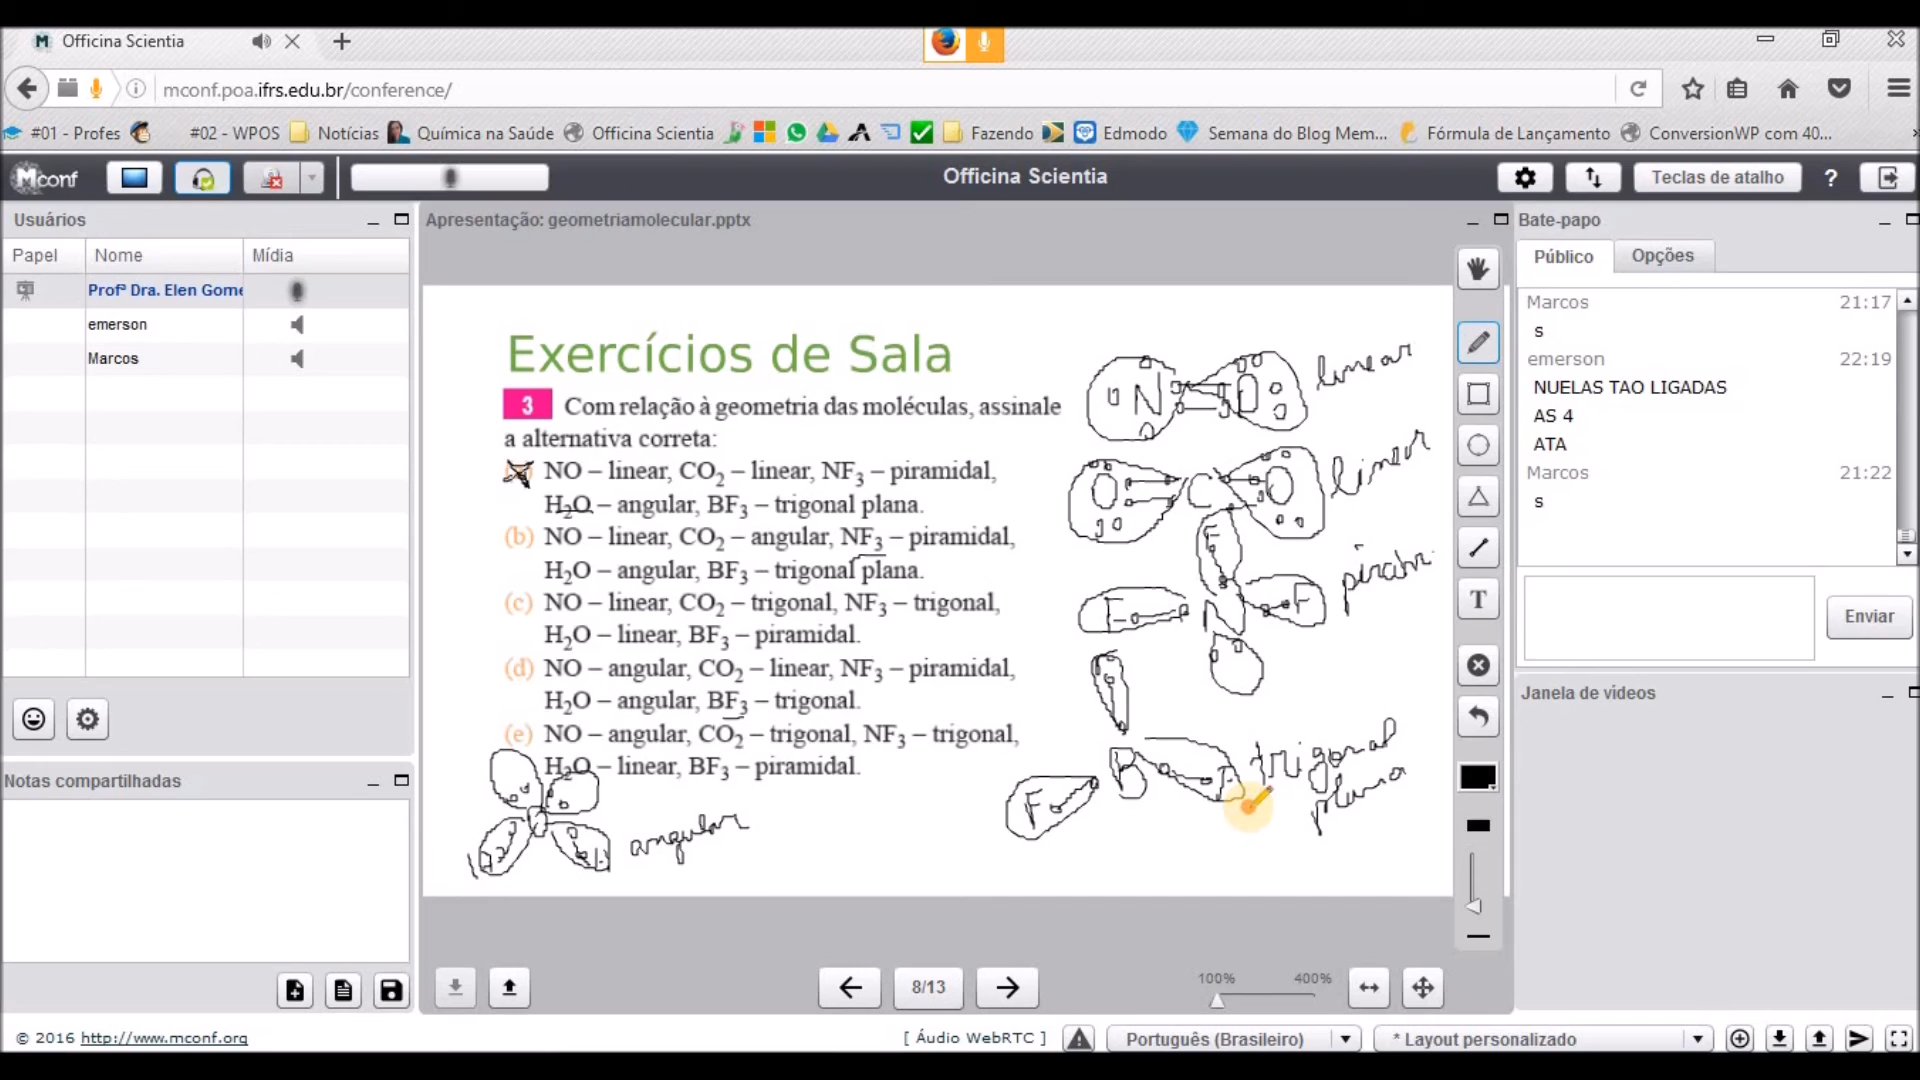 Officina Scientia
mconf.poa.ifrs.edu.br/conference/
#01 - Profes
#02 - WPOS
Notícias
Química na Saúde
Officina Scientia
Fazendo
Edmodo
Semana do Blog Mem...
Fórmula de Lançamento
ConversionWP com 40...
Mconf
Officina Scientia
Teclas de atalho
?
Usuários
Papel
Nome
Mídia
Profª Dra. Elen Gome
emerson
Marcos
Notas compartilhadas
Apresentação: geometriamolecular.pptx
Exercícios de Sala
3 Com relação à geometria das moléculas, assinale
a alternativa correta:
NO – linear, CO₂ – linear, NF₃ – piramidal,
H₂O – angular, BF₃ – trigonal plana.
(b) NO – linear, CO₂ – angular, NF₃ – piramidal,
H₂O – angular, BF₃ – trigonal plana.
(c) NO – linear, CO₂ – trigonal, NF₃ – trigonal,
H₂O – linear, BF₃ – piramidal.
(d) NO – angular, CO₂ – linear, NF₃ – piramidal,
H₂O – angular, BF₃ – trigonal.
(e) NO – angular, CO₂ – trigonal, NF₃ – trigonal,
H₂O – linear, BF₃ – piramidal.
angular
N O linear
O C O linear
F
F N F
F B F trigonal
plana
8/13
100%
400%
Bate-papo
Público
Opções
Marcos 21:17
s
emerson 22:19
NUELAS TAO LIGADAS
AS 4
ATA
Marcos 21:22
s
Enviar
Janela de vídeos
T
© 2016 http://www.mconf.org
[ Áudio WebRTC ]
Português (Brasileiro)
* Layout personalizado